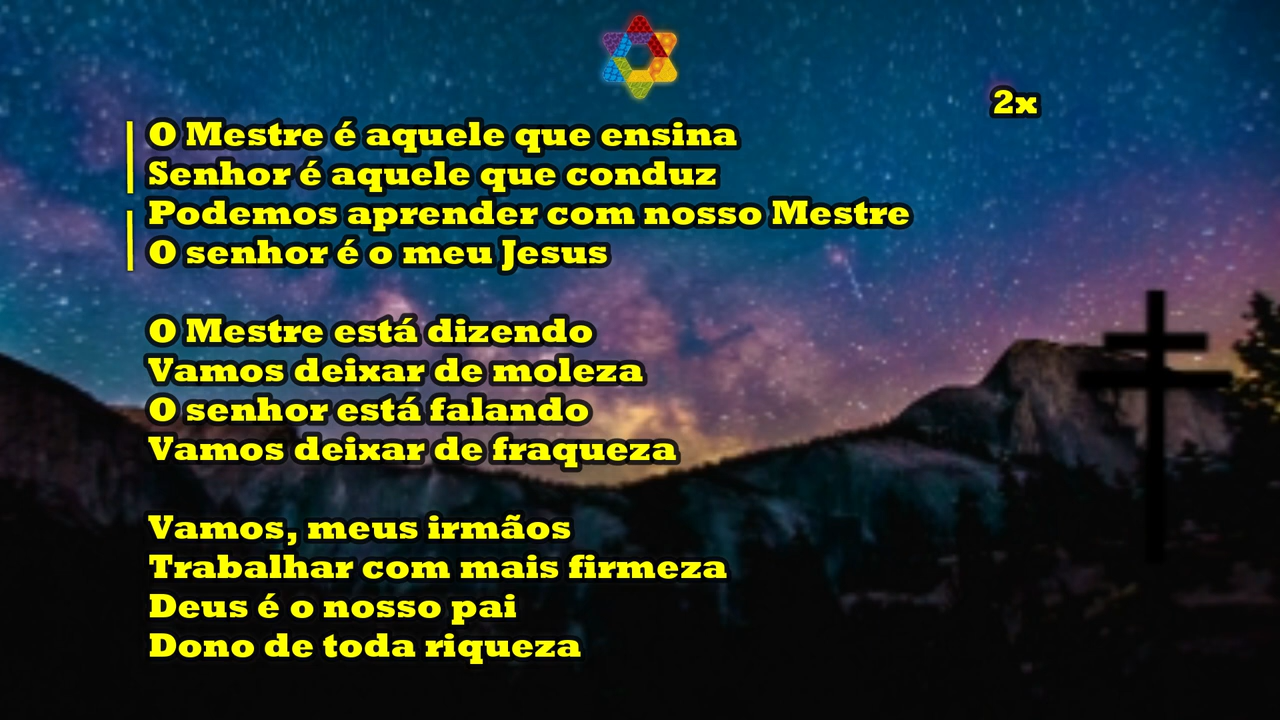 2x
O Mestre é aquele que ensina
Senhor é aquele que conduz
Podemos aprender com nosso Mestre
O senhor é o meu Jesus
O Mestre está dizendo
Vamos deixar de moleza
O senhor está falando
Vamos deixar de fraqueza
Vamos, meus irmãos
Trabalhar com mais firmeza
Deus é o nosso pai
Dono de toda riqueza